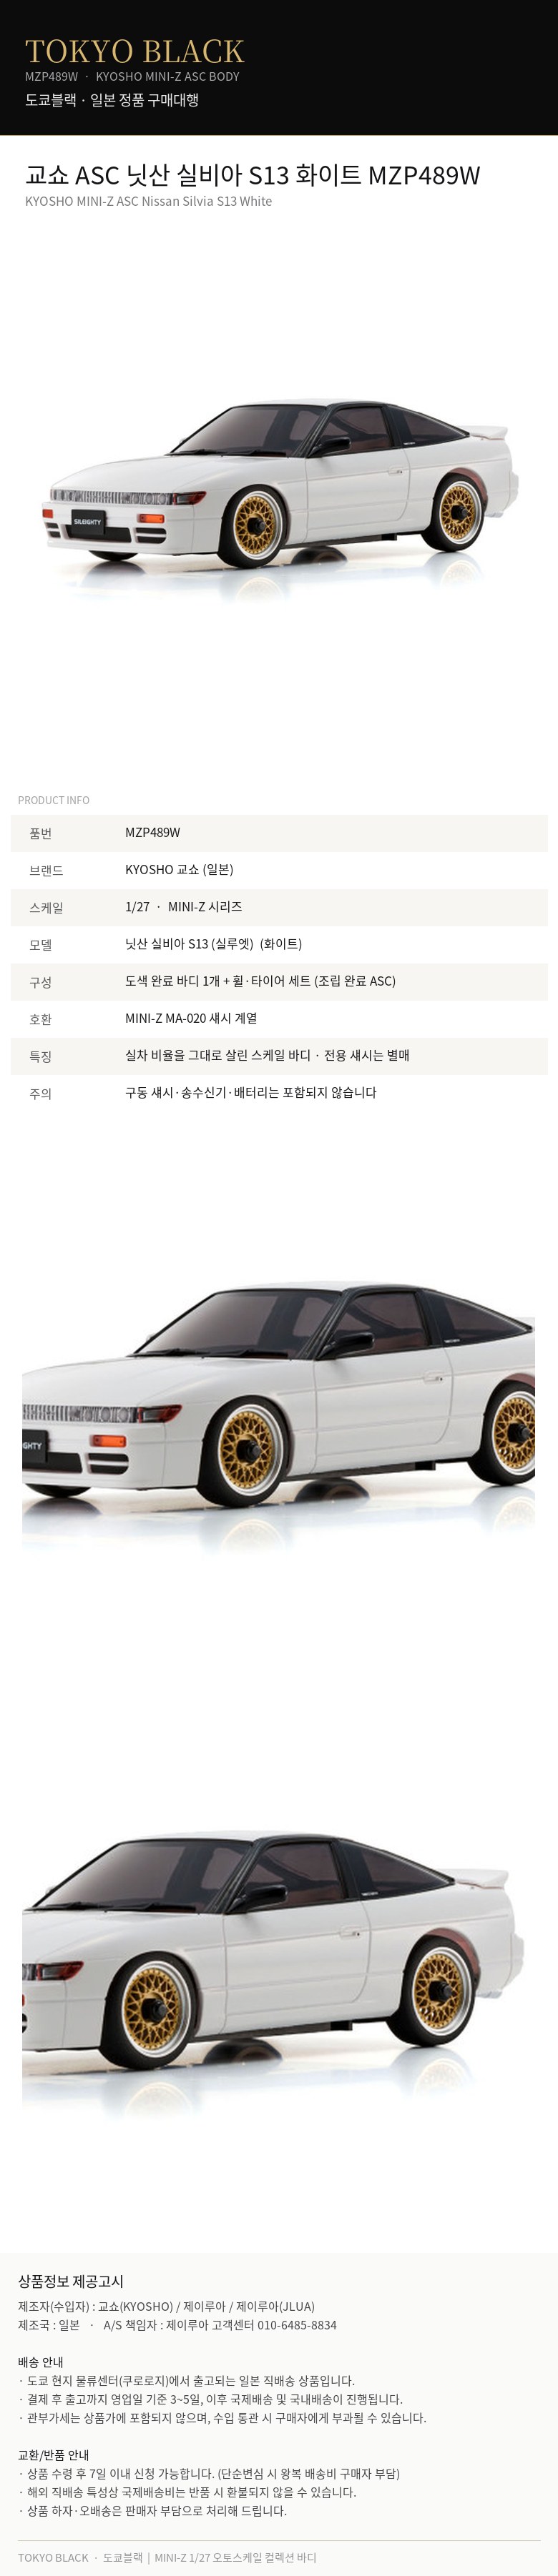 TOKYO BLACK
MZP489W · KYOSHO MINI-Z ASC BODY
도쿄블랙 · 일본 정품 구매대행
교쇼 ASC 닛산 실비아 S13 화이트 MZP489W
KYOSHO MINI-Z ASC Nissan Silvia S13 White
SILEIGHTY
PRODUCT INFO
품번 MZP489W
브랜드 KYOSHO 교쇼 (일본)
스케일 1/27 · MINI-Z 시리즈
모델 닛산 실비아 S13 (실루엣) (화이트)
구성 도색 완료 바디 1개 + 휠·타이어 세트 (조립 완료 ASC)
호환 MINI-Z MA-020 섀시 계열
특징 실차 비율을 그대로 살린 스케일 바디 · 전용 섀시는 별매
주의 구동 섀시·송수신기·배터리는 포함되지 않습니다
GHTY
상품정보 제공고시
제조자(수입자) : 교쇼(KYOSHO) / 제이루아 / 제이루아(JLUA)
제조국 : 일본 · A/S 책임자 : 제이루아 고객센터 010-6485-8834
배송 안내
· 도쿄 현지 물류센터(쿠로로지)에서 출고되는 일본 직배송 상품입니다.
· 결제 후 출고까지 영업일 기준 3~5일, 이후 국제배송 및 국내배송이 진행됩니다.
· 관부가세는 상품가에 포함되지 않으며, 수입 통관 시 구매자에게 부과될 수 있습니다.
교환/반품 안내
· 상품 수령 후 7일 이내 신청 가능합니다. (단순변심 시 왕복 배송비 구매자 부담)
· 해외 직배송 특성상 국제배송비는 반품 시 환불되지 않을 수 있습니다.
· 상품 하자·오배송은 판매자 부담으로 처리해 드립니다.
TOKYO BLACK · 도쿄블랙 | MINI-Z 1/27 오토스케일 컬렉션 바디